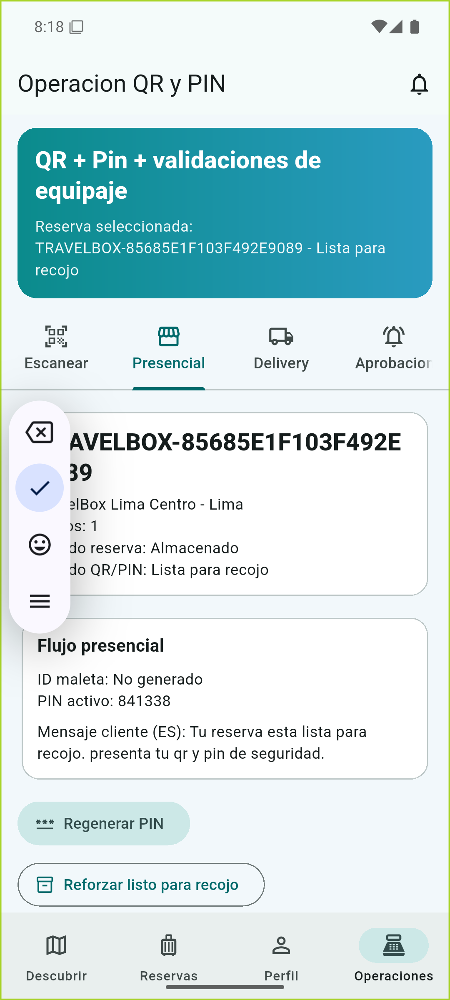 8:18
Operacion QR y PIN
QR + Pin + validaciones de
equipaje
Reserva seleccionada:
TRAVELBOX-85685E1F103F492E9089 - Lista para
recojo
Escanear
Presencial
Delivery
Aprobacion
AVELBOX-85685E1F103F492E
89
elBox Lima Centro - Lima
os: 1
do reserva: Almacenado
do QR/PIN: Lista para recojo
Flujo presencial
ID maleta: No generado
PIN activo: 841338
Mensaje cliente (ES): Tu reserva esta lista para
recojo. presenta tu qr y pin de seguridad.
*** Regenerar PIN
Reforzar listo para recojo
Descubrir
Reservas
Perfil
Operaciones